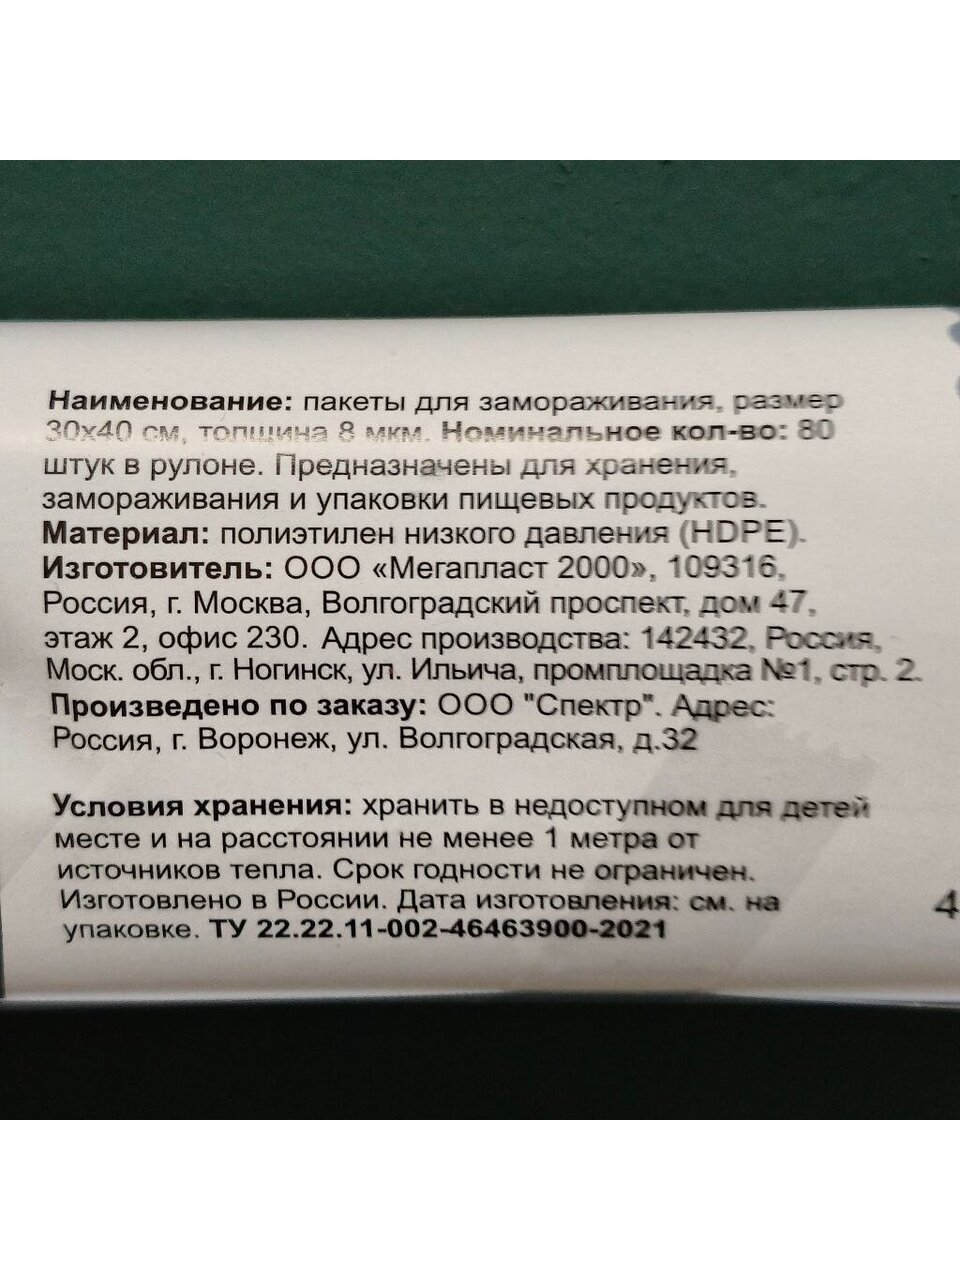 Наименование: пакеты для замораживания, размер
30х40 см, толщина 8 мкм. Номинальное кол-во: 80
штук в рулоне. Предназначены для хранения,
замораживания и упаковки пищевых продуктов.
Материал: полиэтилен низкого давления (HDPE).
Изготовитель: ООО «Мегапласт 2000», 109316,
Россия, г. Москва, Волгоградский проспект, дом 47,
этаж 2, офис 230. Адрес производства: 142432, Россия,
Моск. обл., г. Ногинск, ул. Ильича, промплощадка №1, стр. 2.
Произведено по заказу: ООО "Спектр". Адрес:
Россия, г. Воронеж, ул. Волгоградская, д.32
Условия хранения: хранить в недоступном для детей
месте и на расстоянии не менее 1 метра от
источников тепла. Срок годности не ограничен.
Изготовлено в России. Дата изготовления: см. на
упаковке. ТУ 22.22.11-002-46463900-2021
4